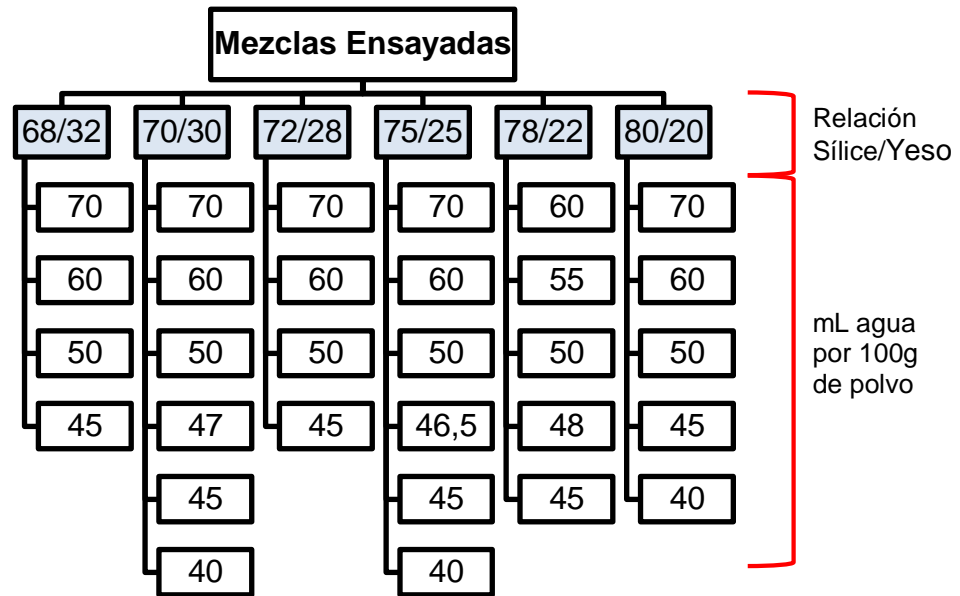 Mezclas Ensayadas
68/32 70/30 72/28 75/25 78/22 80/20
Relación
Sílice/Yeso
70 70 70 70 60 70
60 60 60 60 55 60
50 50 50 50 50 50
45 47 45 46,5 48 45
45 45 45 40
40 40
mL agua
por 100g
de polvo